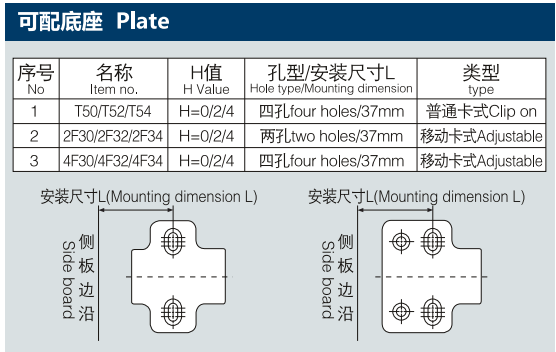 可配底座 Plate
序号 名称 H值 孔型/安装尺寸L 类型
No Item no. H Value Hole type/Mounting dimension type
1 T50/T52/T54 H=0/2/4 四孔four holes/37mm 普通卡式Clip on
2 2F30/2F32/2F34 H=0/2/4 两孔two holes/37mm 移动卡式Adjustable
3 4F30/4F32/4F34 H=0/2/4 四孔four holes/37mm 移动卡式Adjustable
安装尺寸L(Mounting dimension L) 安装尺寸L(Mounting dimension L)
侧板边沿
Side board
侧板边沿
Side board